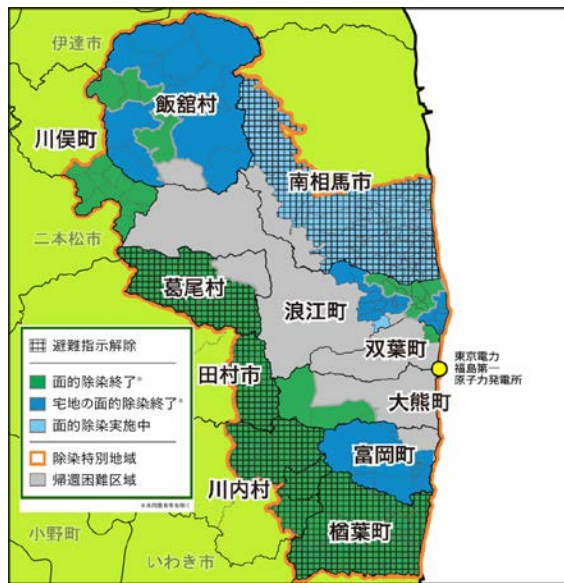 伊達市
飯舘村
川俣町
南相馬市
二本松市
葛尾村
浪江町
双葉町
東京電力
福島第一
原子力発電所
田村市
大熊町
富岡町
川内村
楢葉町
小野町
いわき市
避難指示解除
面的除染終了※
宅地の面的除染終了※
面的除染実施中
除染特別地域
帰還困難区域